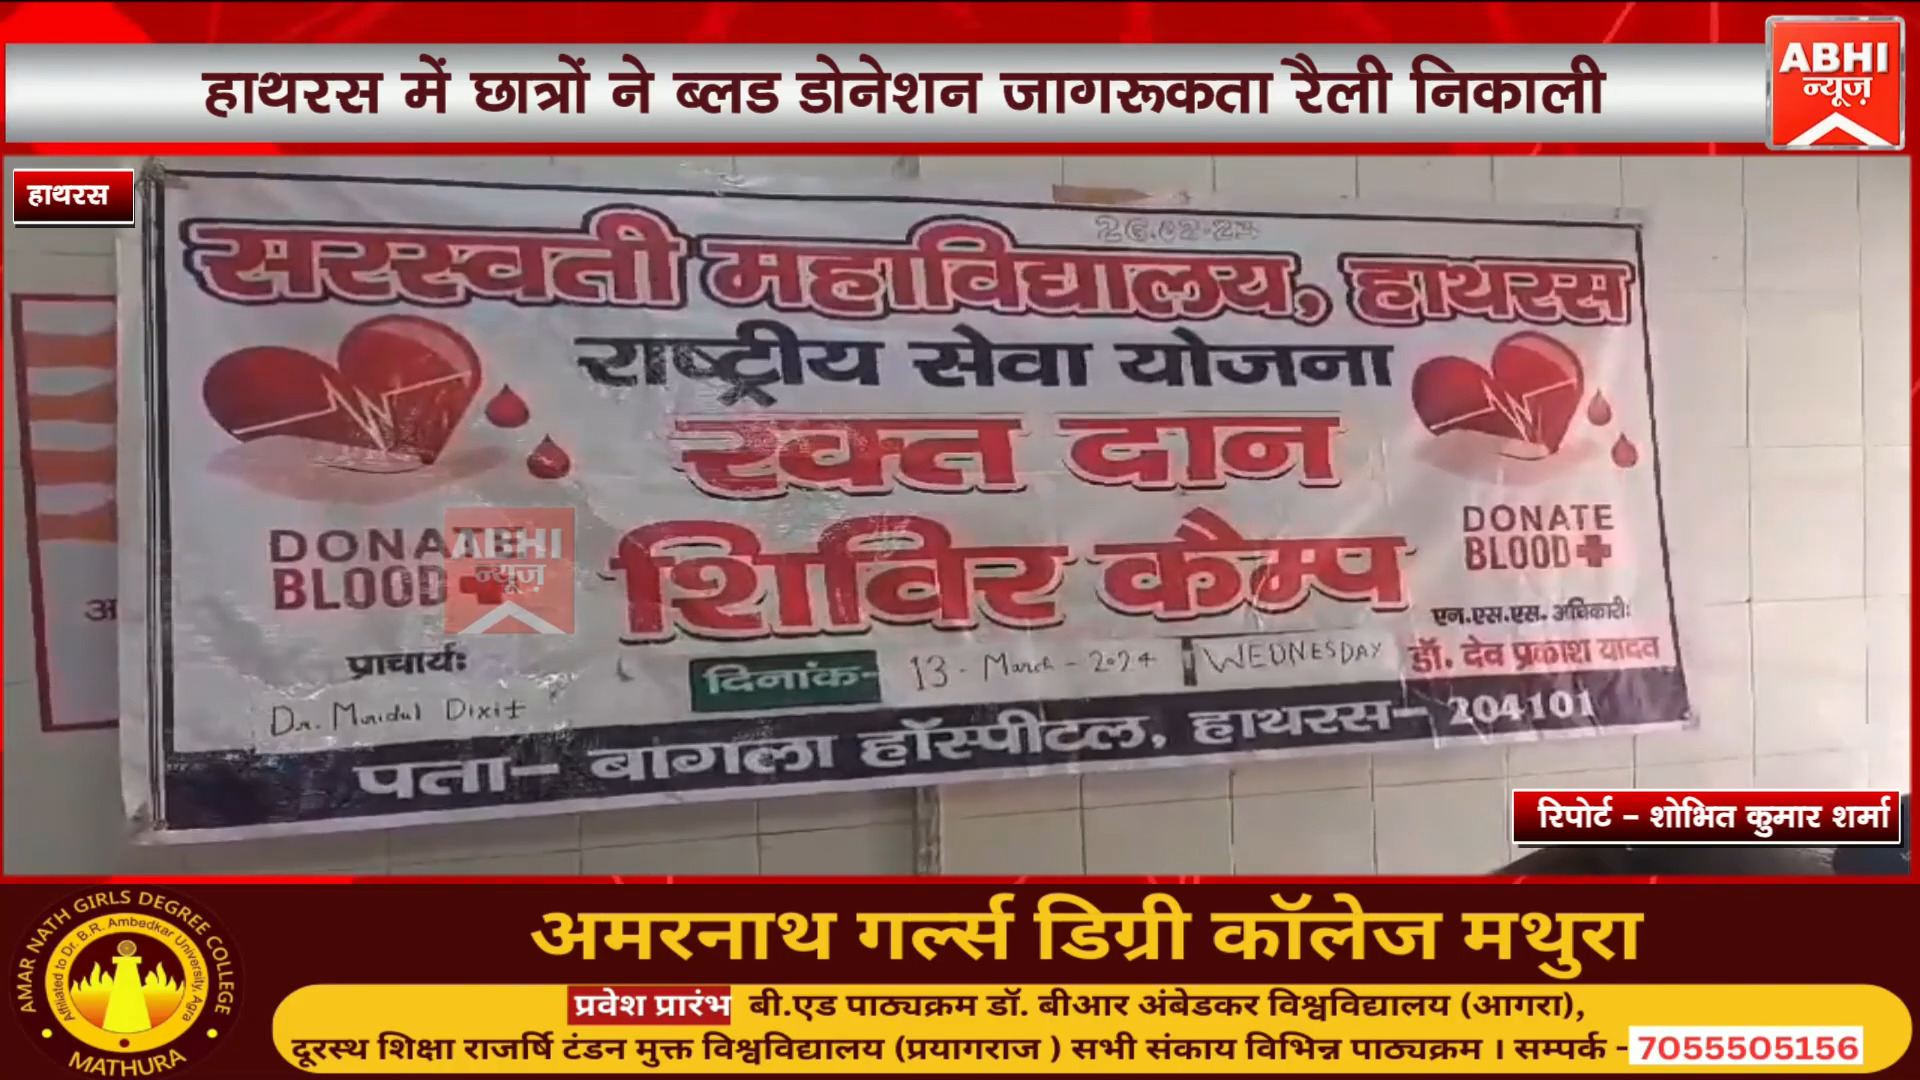 हाथरस में छात्रों ने ब्लड डोनेशन जागरूकता रैली निकाली
ABHI
न्यूज़
हाथरस
सरस्वती महाविद्यालय, हाथरस
राष्ट्रीय सेवा योजना
रक्त दान
शिविर कैम्प
DONATE
BLOOD
ABHI
न्यूज़
DONATE
BLOOD
एन.एस.एस. अधिकारी:
डॉ. देव प्रकाश यादव
प्राचार्य:
Dr. Mridul Dixit
दिनांक- 13 - March - 2024 WEDNESDAY
पता- बागला हॉस्पीटल, हाथरस- 204101
रिपोर्ट - शोभित कुमार शर्मा
AMAR NATH GIRLS DEGREE COLLEGE
Affiliated to Dr. B.R. Ambedkar University, Agra
MATHURA
अमरनाथ गर्ल्स डिग्री कॉलेज मथुरा
प्रवेश प्रारंभ बी.एड पाठ्यक्रम डॉ. बीआर अंबेडकर विश्वविद्यालय (आगरा),
दूरस्थ शिक्षा राजर्षि टंडन मुक्त विश्वविद्यालय (प्रयागराज ) सभी संकाय विभिन्न पाठ्यक्रम । सम्पर्क - 7055505156